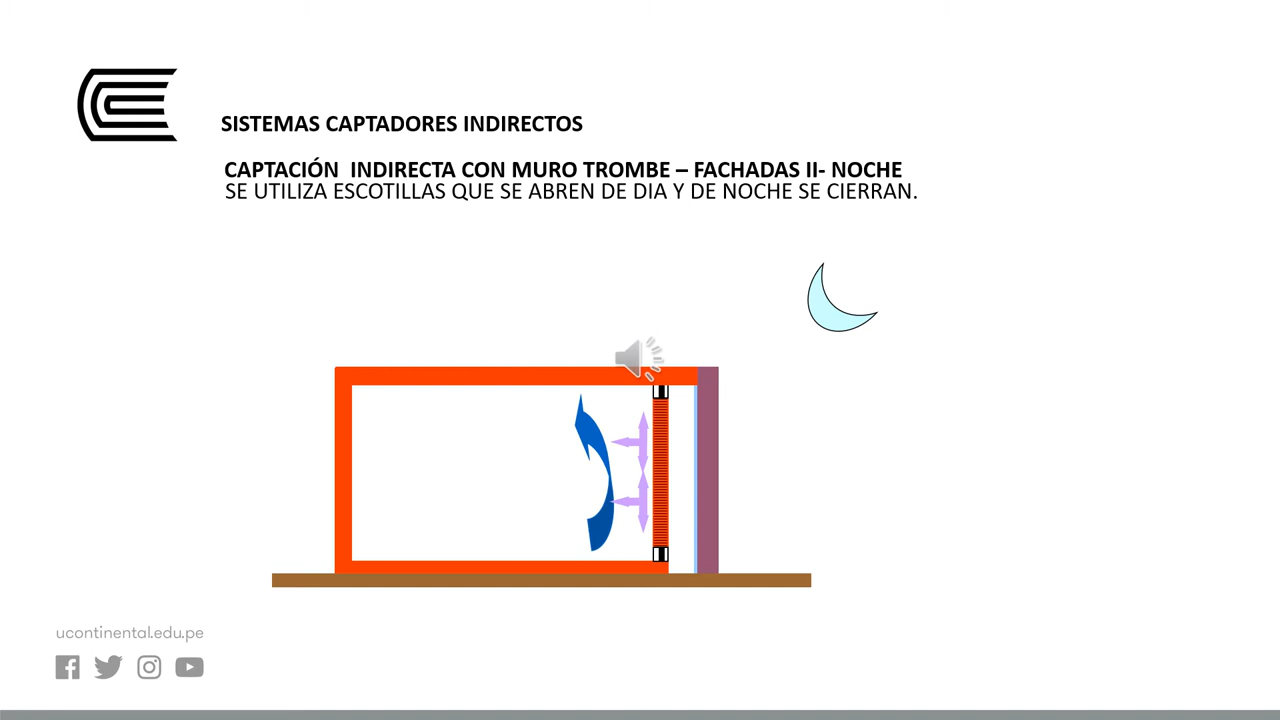 SISTEMAS CAPTADORES INDIRECTOS
CAPTACIÓN INDIRECTA CON MURO TROMBE – FACHADAS II- NOCHE
SE UTILIZA ESCOTILLAS QUE SE ABREN DE DIA Y DE NOCHE SE CIERRAN.
ucontinental.edu.pe